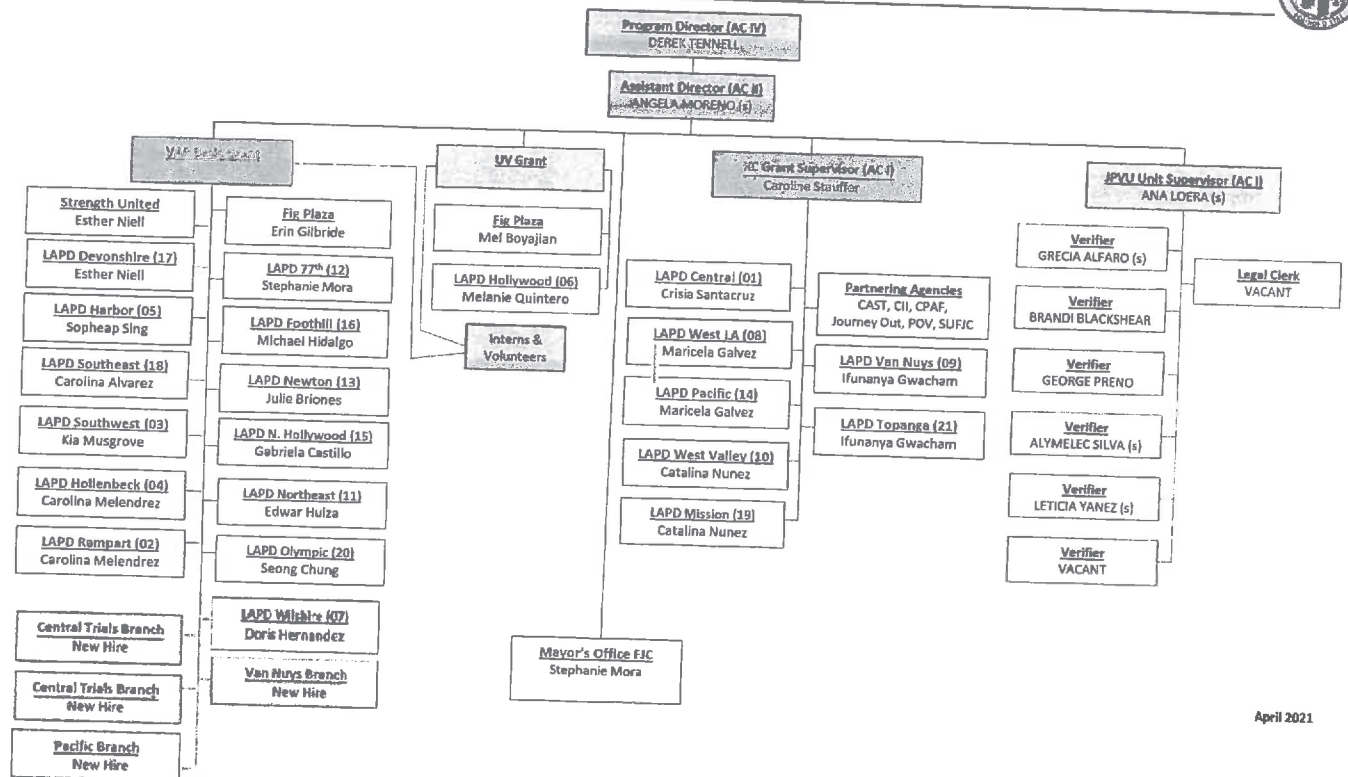 Program Director (AC IV)
DEREK TENNELL
Assistant Director (AC II)
ANGELA MORENO (s)
Grant
Strength United
Esther Niell
LAPD Devonshire (17)
Esther Niell
LAPD Harbor (05)
Sopheap Sing
LAPD Southeast (18)
Carolina Alvarez
LAPD Southwest (03)
Kia Musgrove
LAPD Hollenbeck (04)
Carolina Melendrez
LAPD Rampart (02)
Carolina Melendrez
Central Trials Branch
New Hire
Central Trials Branch
New Hire
Pacific Branch
New Hire
Fig Plaza
Erin Gilbride
LAPD 77th (12)
Stephanie Mora
LAPD Foothill (16)
Michael Hidalgo
LAPD Newton (13)
Julie Briones
LAPD N. Hollywood (15)
Gabriela Castillo
LAPD Northeast (11)
Edwar Huiza
LAPD Olympic (20)
Seong Chung
LAPD Wilshire (07)
Doris Hernandez
Van Nuys Branch
New Hire
UV Grant
Fig Plaza
Mel Boyajian
LAPD Hollywood (06)
Melanie Quintero
Interns &
Volunteers
Mayor's Office FJC
Stephanie Mora
XC Grant Supervisor (AC I)
Caroline Stauffer
LAPD Central (01)
Crisia Santacruz
LAPD West LA (08)
Maricela Galvez
LAPD Pacific (14)
Maricela Galvez
LAPD West Valley (10)
Catalina Nunez
LAPD Mission (19)
Catalina Nunez
Partnering Agencies
CAST, CII, CPAF,
Journey Out, POV, SUFJC
LAPD Van Nuys (09)
Ifunanya Gwacham
LAPD Topanga (21)
Ifunanya Gwacham
JPVU Unit Supervisor (AC I)
ANA LOERA (s)
Verifier
GRECIA ALFARO (s)
Verifier
BRANDI BLACKSHEAR
Verifier
GEORGE PRENO
Verifier
ALYMELEC SILVA (s)
Verifier
LETICIA YANEZ (s)
Verifier
VACANT
Legal Clerk
VACANT
April 2021